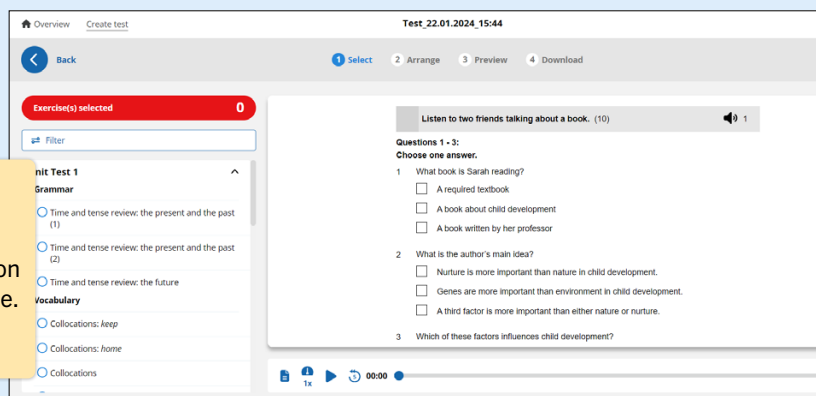 Overview Create test
Test_22.01.2024_15:44
Back
1 Select 2 Arrange 3 Preview 4 Download
Exercise(s) selected 0
Filter
nit Test 1
Grammar
Time and tense review: the present and the past
(1)
Time and tense review: the present and the past
(2)
Time and tense review: the future
Vocabulary
Collocations: keep
Collocations: home
Collocations
on
e.
Listen to two friends talking about a book. (10) 1
Questions 1 - 3:
Choose one answer.
1 What book is Sarah reading?
A required textbook
A book about child development
A book written by her professor
2 What is the author's main idea?
Nurture is more important than nature in child development.
Genes are more important than environment in child development.
A third factor is more important than either nature or nurture.
3 Which of these factors influences child development?
1x 5 00:00